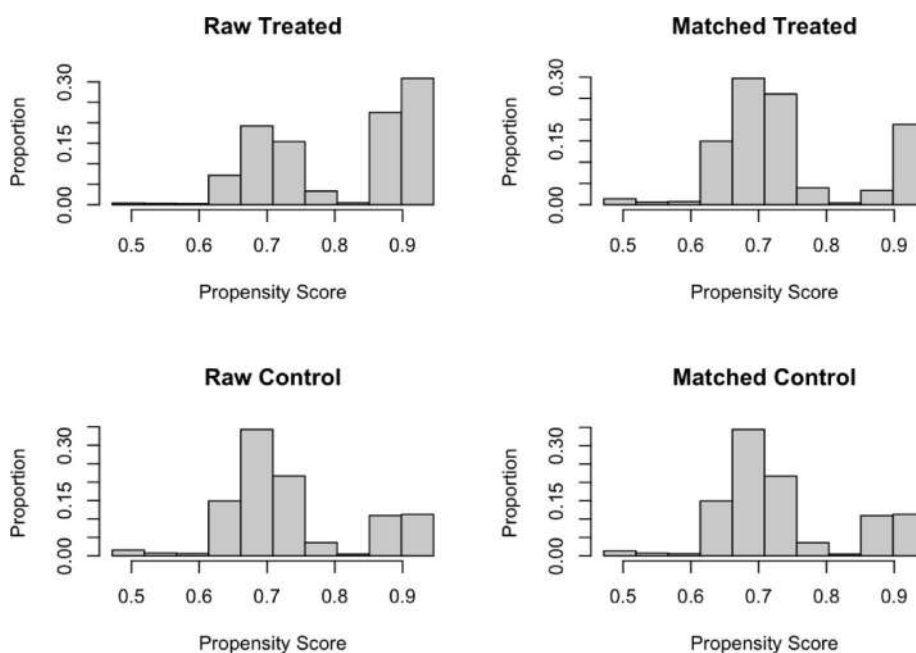 Raw Treated
Proportion
0.00 0.15 0.30
0.5 0.6 0.7 0.8 0.9
Propensity Score
Matched Treated
Proportion
0.00 0.15 0.30
0.5 0.6 0.7 0.8 0.9
Propensity Score
Raw Control
Proportion
0.00 0.15 0.30
0.5 0.6 0.7 0.8 0.9
Propensity Score
Matched Control
Proportion
0.00 0.15 0.30
0.5 0.6 0.7 0.8 0.9
Propensity Score